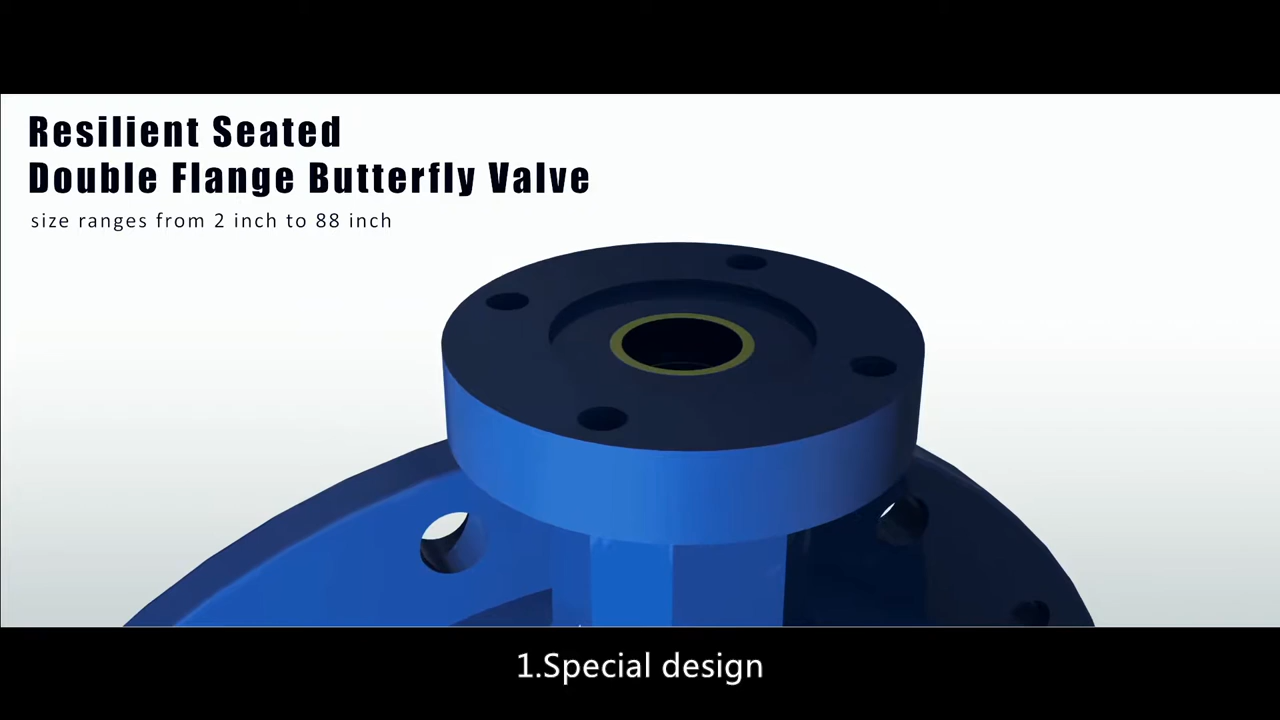 Resilient Seated
Double Flange Butterfly Valve
size ranges from 2 inch to 88 inch
1.Special design